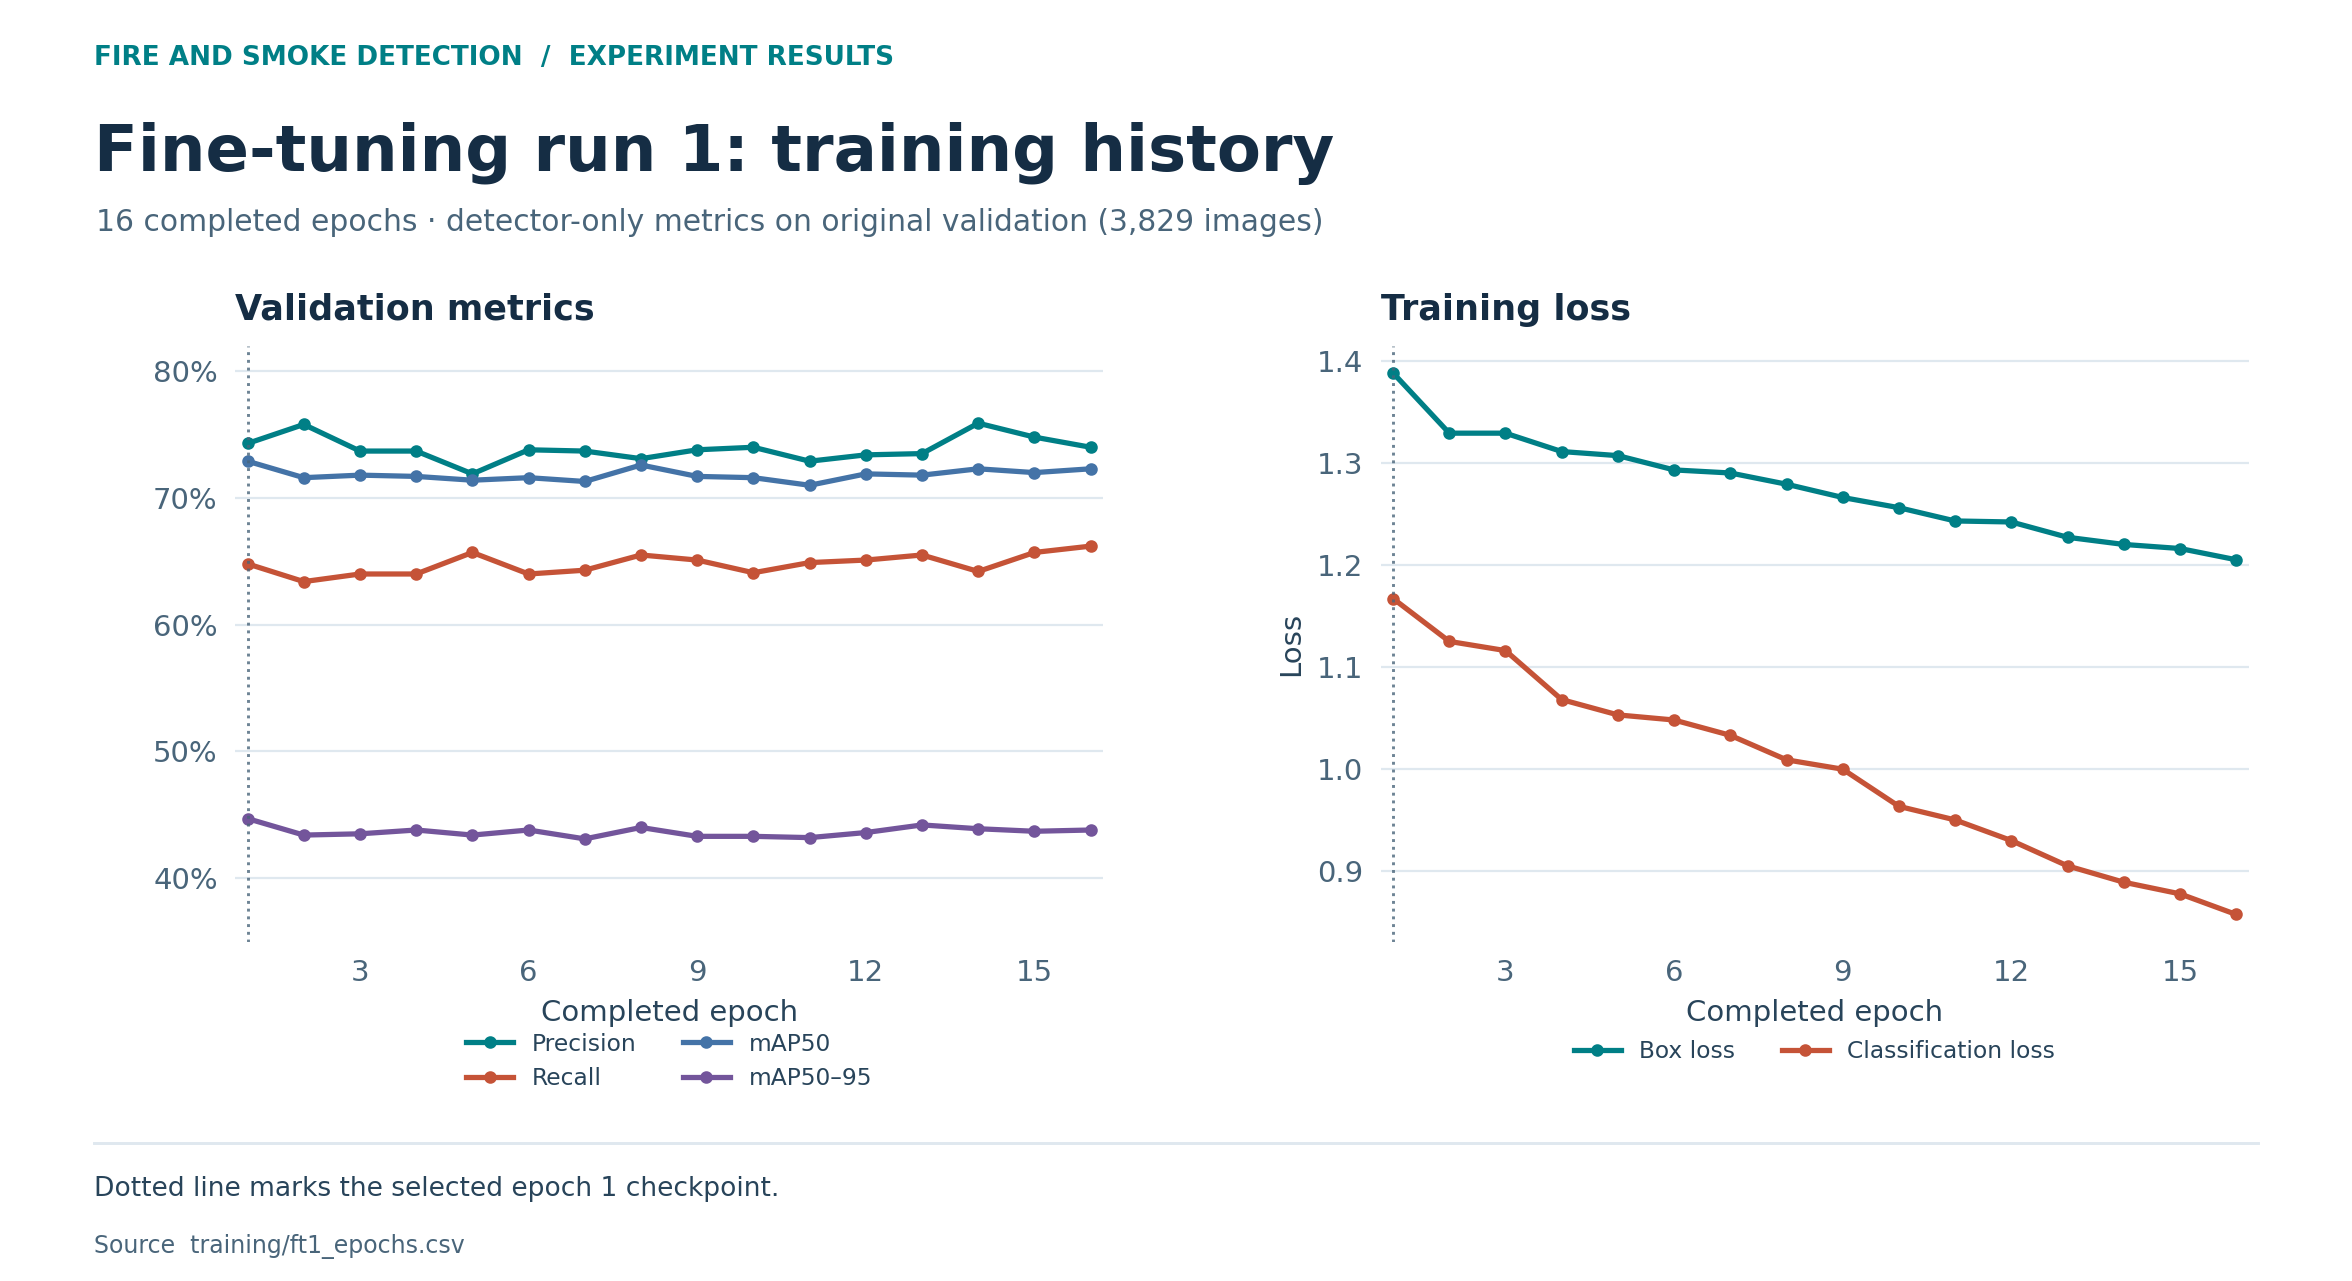 FIRE AND SMOKE DETECTION / EXPERIMENT RESULTS
Fine-tuning run 1: training history
16 completed epochs · detector-only metrics on original validation (3,829 images)
Validation metrics
80%
70%
60%
50%
40%
3 6 9 12 15
Completed epoch
Precision mAP50
Recall mAP50–95
Training loss
Loss
1.4
1.3
1.2
1.1
1.0
0.9
3 6 9 12 15
Completed epoch
Box loss Classification loss
Dotted line marks the selected epoch 1 checkpoint.
Source training/ft1_epochs.csv